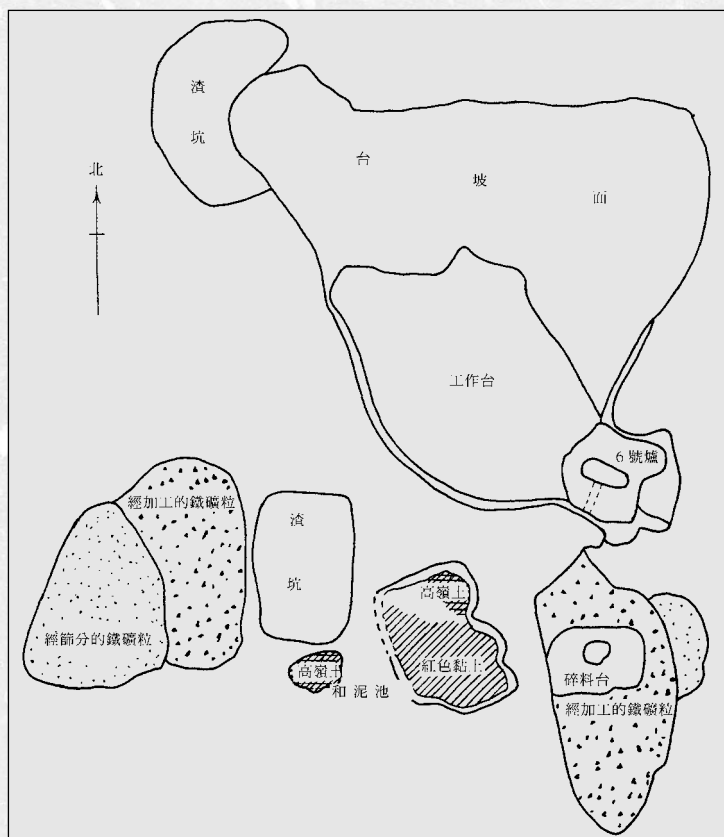 渣
坑
北
台 坡 面
工作台
6號爐
經加工的鐵礦粒
渣
坑
經篩分的鐵礦粒
高嶺土
高嶺土
紅色黏土
和泥池
碎料台
經加工的鐵礦粒